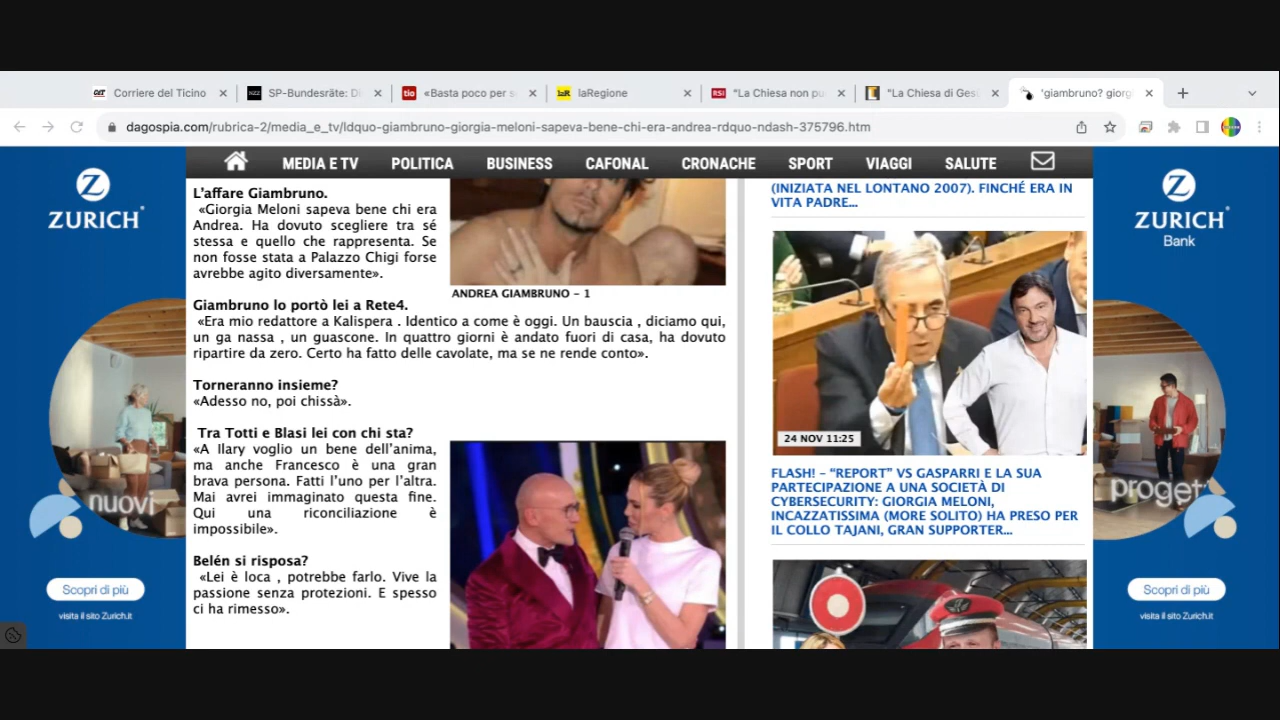 Corriere del Ticino
SP-Bundesräte: Di
«Basta poco per s
laRegione
"La Chiesa non pu
"La Chiesa di Gesù
'giambruno? giorg
dagospia.com/rubrica-2/media_e_tv/ldquo-giambruno-giorgia-meloni-sapeva-bene-chi-era-andrea-rdquo-ndash-375796.htm
MEDIA E TV POLITICA BUSINESS CAFONAL CRONACHE SPORT VIAGGI SALUTE
ZURICH
nuovi
Scopri di più
visita il sito Zurich.it
L'affare Giambruno.
«Giorgia Meloni sapeva bene chi era
Andrea. Ha dovuto scegliere tra sé
stessa e quello che rappresenta. Se
non fosse stata a Palazzo Chigi forse
avrebbe agito diversamente».
ANDREA GIAMBRUNO - 1
Giambruno lo portò lei a Rete4.
«Era mio redattore a Kalispera . Identico a come è oggi. Un bauscia , diciamo qui,
un ga nassa , un guascone. In quattro giorni è andato fuori di casa, ha dovuto
ripartire da zero. Certo ha fatto delle cavolate, ma se ne rende conto».
Torneranno insieme?
«Adesso no, poi chissà».
Tra Totti e Blasi lei con chi sta?
«A Ilary voglio un bene dell'anima,
ma anche Francesco è una gran
brava persona. Fatti l'uno per l'altra.
Mai avrei immaginato questa fine.
Qui una riconciliazione è
impossibile».
Belén si risposa?
«Lei è loca , potrebbe farlo. Vive la
passione senza protezioni. E spesso
ci ha rimesso».
(INIZIATA NEL LONTANO 2007). FINCHÉ ERA IN
VITA PADRE...
24 NOV 11:25
FLASH! – "REPORT" VS GASPARRI E LA SUA
PARTECIPAZIONE A UNA SOCIETÀ DI
CYBERSECURITY: GIORGIA MELONI,
INCAZZATISSIMA (MORE SOLITO) HA PRESO PER
IL COLLO TAJANI, GRAN SUPPORTER...
ZURICH
Bank
proget
Scopri di più
visita il sito Zurich.it